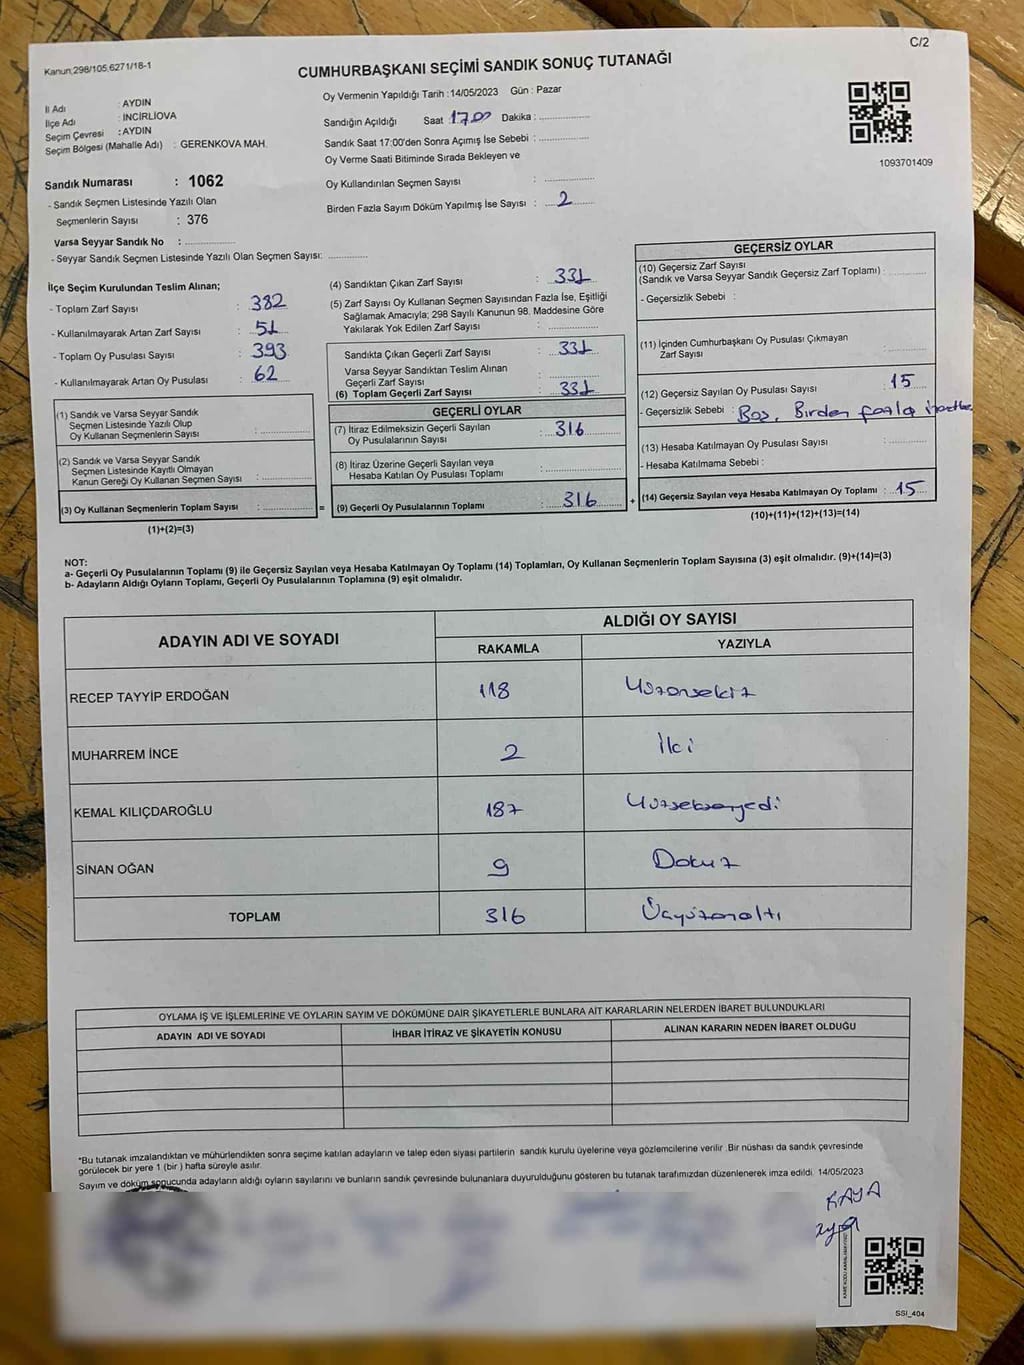 C/2
Kanun;298/105,6271/18-1
CUMHURBAŞKANI SEÇİMİ SANDIK SONUÇ TUTANAĞI
İl Adı : AYDIN
İlçe Adı : İNCİRLİOVA
Seçim Çevresi : AYDIN
Seçim Bölgesi (Mahalle Adı) : GERENKOVA MAH.
Sandık Numarası : 1062
- Sandık Seçmen Listesinde Yazılı Olan
Seçmenlerin Sayısı : 376
Varsa Seyyar Sandık No :
- Seyyar Sandık Seçmen Listesinde Yazılı Olan Seçmen Sayısı:
Oy Vermenin Yapıldığı Tarih : 14/05/2023 Gün : Pazar
Sandığın Açıldığı Saat : 17.00 Dakika :
Sandık Saat 17:00'den Sonra Açımış İse Sebebi :
Oy Verme Saati Bitiminde Sırada Bekleyen ve
Oy Kullandırılan Seçmen Sayısı :
Birden Fazla Sayım Döküm Yapılmış İse Sayısı : 2
1093701409
İlçe Seçim Kurulundan Teslim Alınan;
- Toplam Zarf Sayısı : 382
- Kullanılmayarak Artan Zarf Sayısı : 51
- Toplam Oy Pusulası Sayısı : 393
- Kullanılmayarak Artan Oy Pusulası : 62
(1) Sandık ve Varsa Seyyar Sandık
Seçmen Listesinde Yazılı Olup
Oy Kullanan Seçmenlerin Sayısı :
(2) Sandık ve Varsa Seyyar Sandık
Seçmen Listesinde Kayıtlı Olmayan
Kanun Gereği Oy Kullanan Seçmen Sayısı :
(3) Oy Kullanan Seçmenlerin Toplam Sayısı : =
(1)+(2)=(3)
(4) Sandıktan Çıkan Zarf Sayısı : 331
(5) Zarf Sayısı Oy Kullanan Seçmen Sayısından Fazla İse, Eşitliği
Sağlamak Amacıyla; 298 Sayılı Kanunun 98. Maddesine Göre
Yakılarak Yok Edilen Zarf Sayısı :
Sandıkta Çıkan Geçerli Zarf Sayısı : 331
Varsa Seyyar Sandıktan Teslim Alınan
Geçerli Zarf Sayısı :
(6) Toplam Geçerli Zarf Sayısı : 331
GEÇERLİ OYLAR
(7) İtiraz Edilmeksizin Geçerli Sayılan
Oy Pusulalarının Sayısı : 316
(8) İtiraz Üzerine Geçerli Sayılan veya
Hesaba Katılan Oy Pusulası Toplamı :
(9) Geçerli Oy Pusulalarının Toplamı : 316 +
GEÇERSİZ OYLAR
(10) Geçersiz Zarf Sayısı
(Sandık ve Varsa Seyyar Sandık Geçersiz Zarf Toplamı) :
- Geçersizlik Sebebi :
(11) İçinden Cumhurbaşkanı Oy Pusulası Çıkmayan
Zarf Sayısı :
(12) Geçersiz Sayılan Oy Pusulası Sayısı : 15
- Geçersizlik Sebebi : Boş, Birden fazla
(13) Hesaba Katılmayan Oy Pusulası Sayısı :
- Hesaba Katılmama Sebebi :
(14) Geçersiz Sayılan veya Hesaba Katılmayan Oy Toplamı : 15
(10)+(11)+(12)+(13)=(14)
NOT:
a- Geçerli Oy Pusulalarının Toplamı (9) ile Geçersiz Sayılan veya Hesaba Katılmayan Oy Toplamı (14) Toplamları, Oy Kullanan Seçmenlerin Toplam Sayısına (3) eşit olmalıdır. (9)+(14)=(3)
b- Adayların Aldığı Oyların Toplamı, Geçerli Oy Pusulalarının Toplamına (9) eşit olmalıdır.
ADAYIN ADI VE SOYADI
ALDIĞI OY SAYISI
RAKAMLA YAZIYLA
RECEP TAYYİP ERDOĞAN 118 Yüzonsekiz
MUHARREM İNCE 2 İki
KEMAL KILIÇDAROĞLU 187 Yüzseksenyedi
SİNAN OĞAN 9 Dokuz
TOPLAM 316 Üçyüzonaltı
OYLAMA İŞ VE İŞLEMLERİNE VE OYLARIN SAYIM VE DÖKÜMÜNE DAİR ŞİKAYETLERLE BUNLARA AİT KARARLARIN NELERDEN İBARET BULUNDUKLARI
ADAYIN ADI VE SOYADI İHBAR İTİRAZ VE ŞİKAYETİN KONUSU ALINAN KARARIN NEDEN İBARET OLDUĞU
*Bu tutanak imzalandıktan ve mühürlendikten sonra seçime katılan adayların ve talep eden siyasi partilerin sandık kurulu üyelerine veya gözlemcilerine verilir. Bir nüshası da sandık çevresinde
görülecek bir yere 1 (bir ) hafta süreyle asılır.
Sayım ve döküm sonucunda adayların aldığı oyların sayılarını ve bunların sandık çevresinde bulunanlara duyurulduğunu gösteren bu tutanak tarafımızdan düzenlenerek imza edildi. 14/05/2023
KAYA
SSI_404